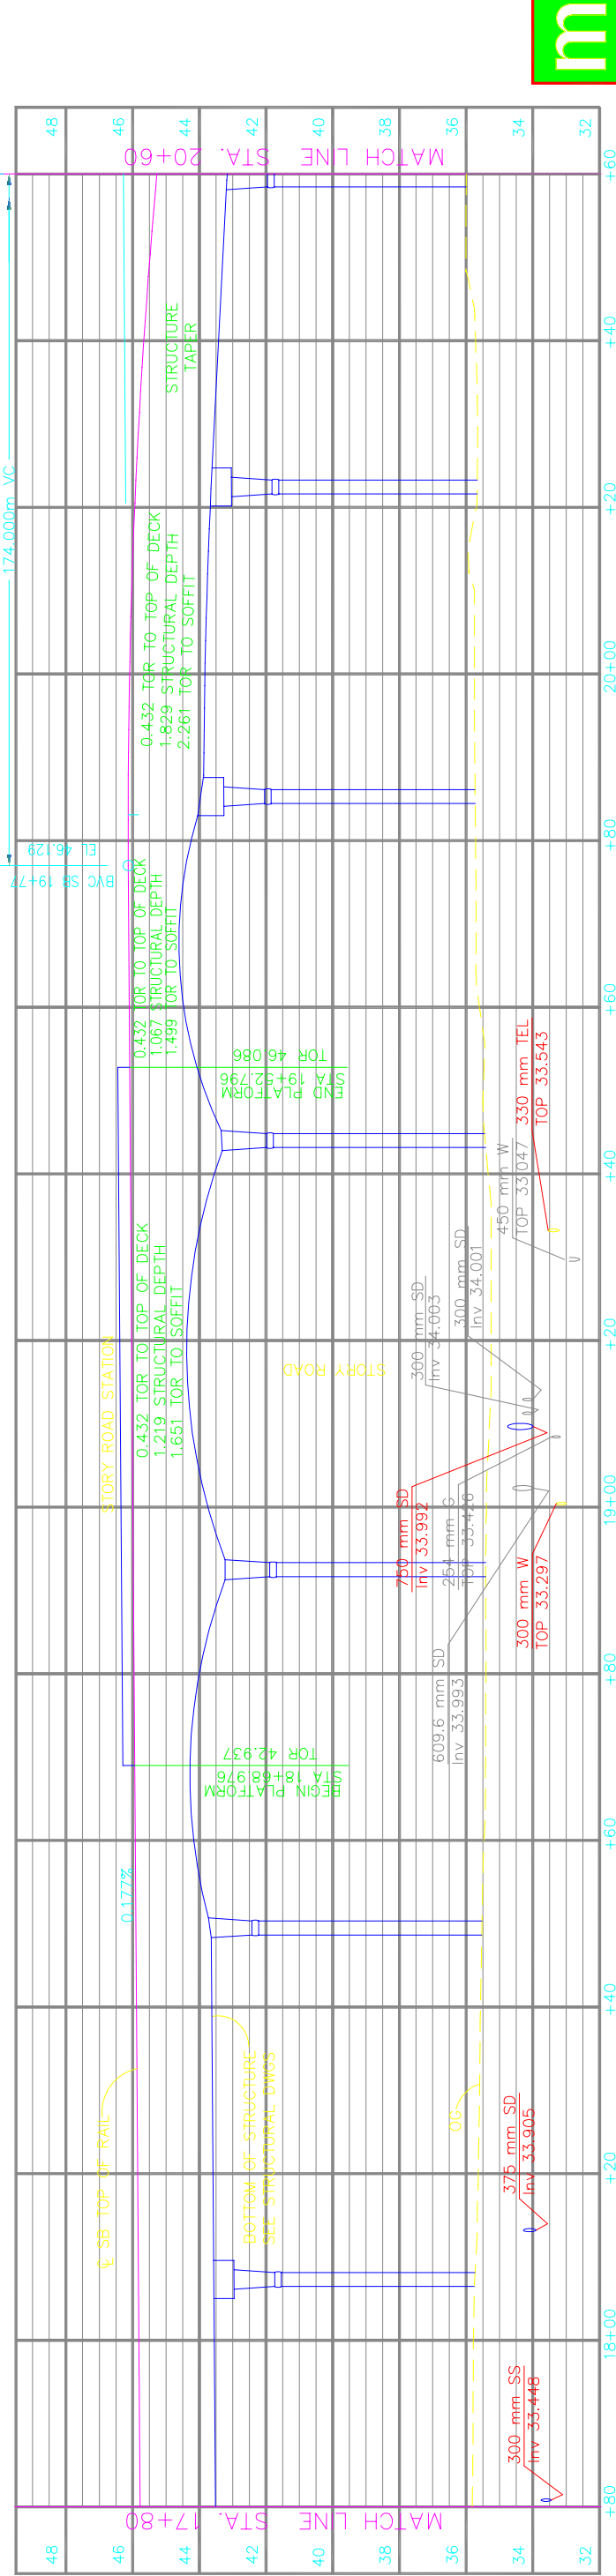 m
48
46
44
42
40
38
36
34
32
MATCH LINE STA. 20+60
+60
174.000m VC
STRUCTURE
TAPER
+40
+20
0.432 TOR TO TOP OF DECK
1.829 STRUCTURAL DEPTH
2.261 TOR TO SOFFIT
20+00
+80
BVC SB 19+77
EL 46.129
0.432 TOR TO TOP OF DECK
1.067 STRUCTURAL DEPTH
1.499 TOR TO SOFFIT
+60
END PLATFORM
STA 19+52.796
TOR 46.086
330 mm TEL
TOP 33.543
450 mm W
TOP 33.047
+40
300 mm SD
Inv 34.001
300 mm SD
Inv 34.003
0.432 TOR TO TOP OF DECK
1.219 STRUCTURAL DEPTH
1.651 TOR TO SOFFIT
STORY ROAD STATION
STORY ROAD
+20
19+00
750 mm SD
Inv 33.992
254 mm G
TOP 33.426
300 mm W
TOP 33.297
609.6 mm SD
Inv 33.993
+80
BEGIN PLATFORM
STA 18+68.976
TOR 42.937
+60
0.177%
+40
℄ SB TOP OF RAIL
BOTTOM OF STRUCTURE
SEE STRUCTURAL DWGS
OG
375 mm SD
Inv 33.905
+20
18+00
300 mm SS
Inv 33.448
+80
MATCH LINE STA. 17+80
48
46
44
42
40
38
36
34
32